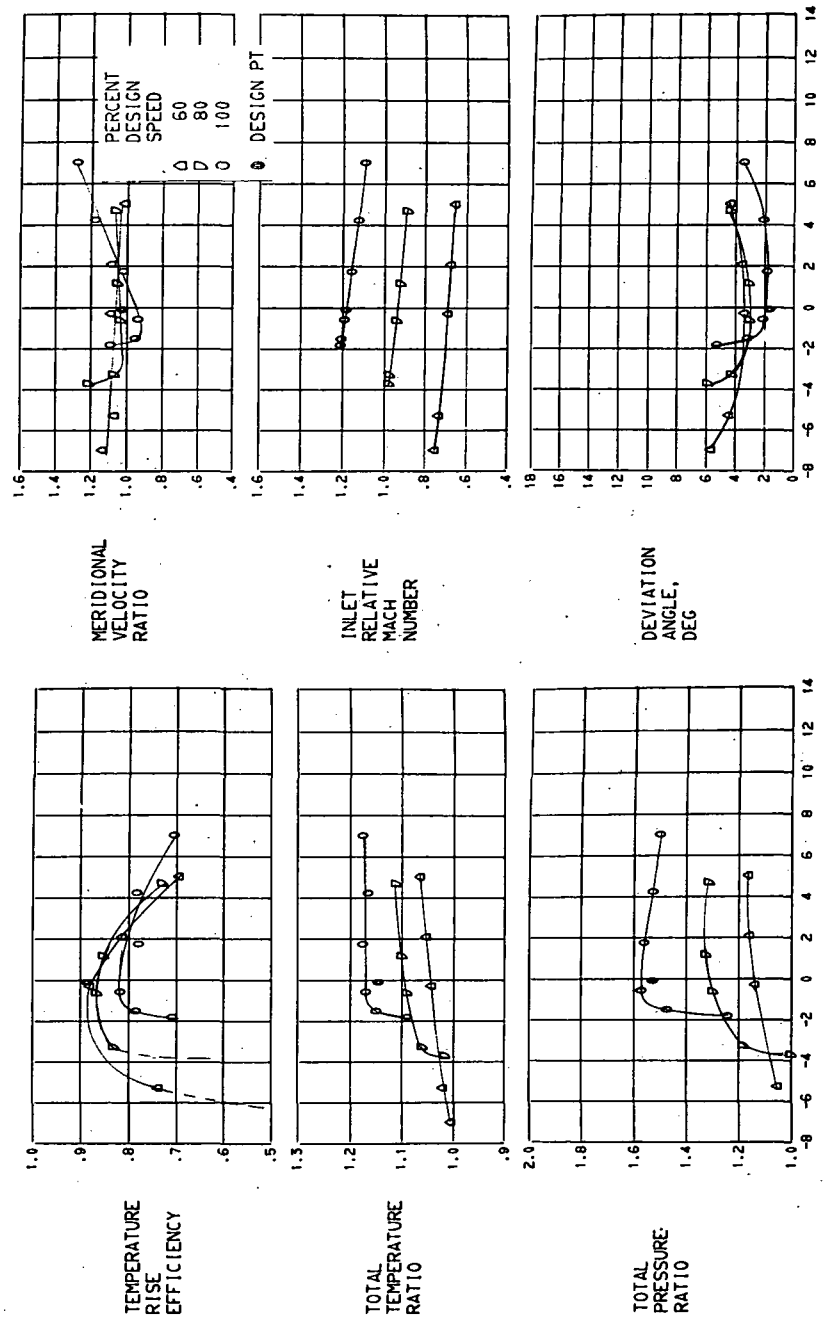 TEMPERATURE
RISE
EFFICIENCY
1.0
.9
.8
.7
.6
.5
TOTAL
TEMPERATURE
RATIO
1.3
1.2
1.1
1.0
.9
TOTAL
PRESSURE
RATIO
2.0
1.8
1.6
1.4
1.2
1.0
-8 -6 -4 -2 0 2 4 6 8 10 12 14
MERIDIONAL
VELOCITY
RATIO
1.6
1.4
1.2
1.0
.8
.6
.4
PERCENT
DESIGN
SPEED
60
80
100
DESIGN PT
INLET
RELATIVE
MACH
NUMBER
1.6
1.4
1.2
1.0
.8
.6
.4
DEVIATION
ANGLE,
DEG
18
16
14
12
10
8
6
4
2
0
-8 -6 -4 -2 0 2 4 6 8 10 12 14